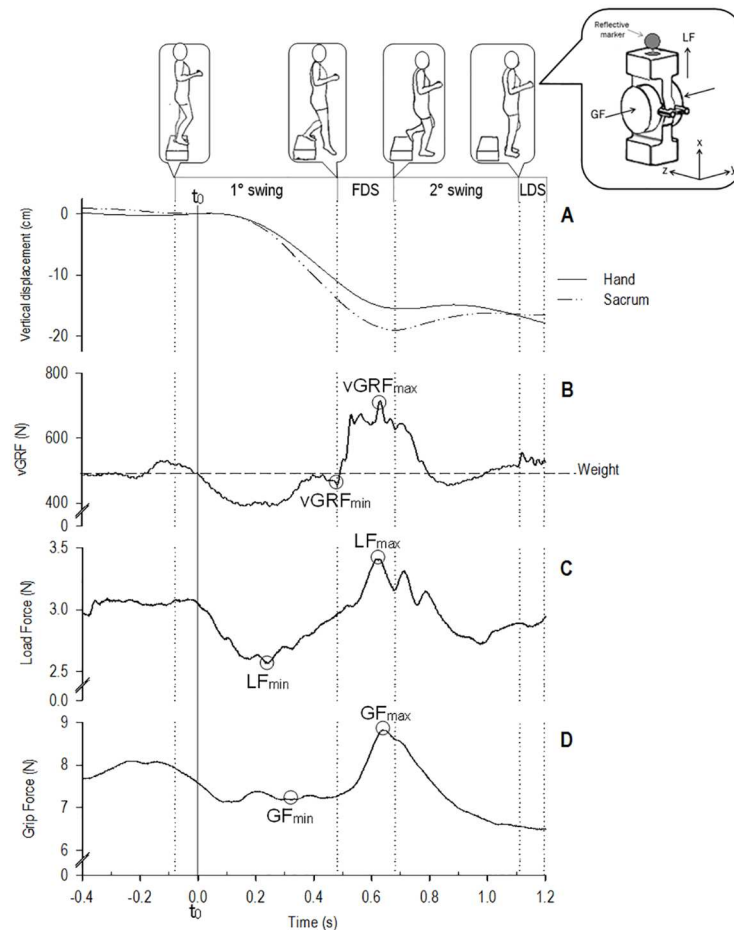 Reflective
marker
LF
GF
x
z
y
t0
1° swing
FDS
2° swing
LDS
A
Vertical displacement (cm)
0
-10
-20
Hand
Sacrum
B
vGRF (N)
800
600
400
0
vGRFmax
vGRFmin
Weight
C
Load Force (N)
3.5
3.0
2.5
0.0
LFmax
LFmin
D
Grip Force (N)
9
8
7
6
0
GFmax
GFmin
-0.4 -0.2 0.0 0.2 0.4 0.6 0.8 1.0 1.2
t0
Time (s)